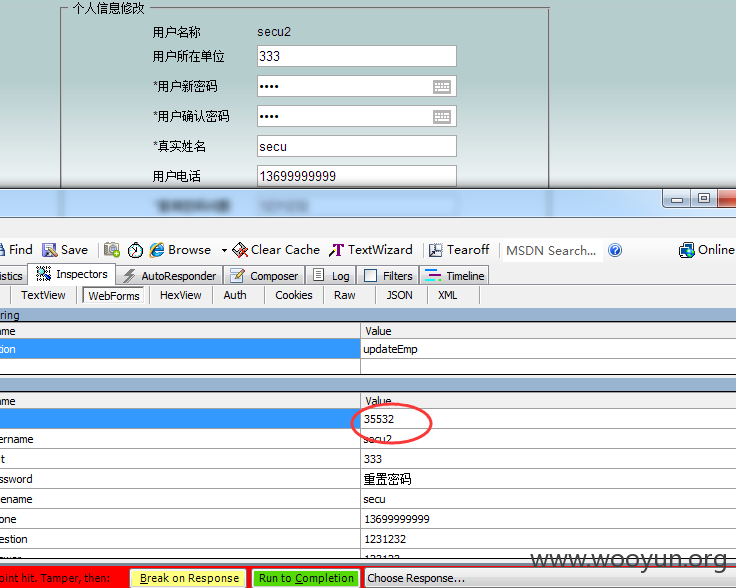 个人信息修改
用户名称 secu2
用户所在单位 333
*用户新密码 ••••
*用户确认密码 ••••
*真实姓名 secu
用户电话 13699999999
Find Save Browse Clear Cache TextWizard Tearoff MSDN Search... Online
istics Inspectors AutoResponder Composer Log Filters Timeline
TextView WebForms HexView Auth Cookies Raw JSON XML
ring
ame Value
tion updateEmp
ame Value
35532
ername secu2
t 333
ssword 重置密码
ename secu
one 13699999999
estion 1231232
oint hit. Tamper, then: Break on Response Run to Completion Choose Response...
www.wooyun.org